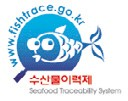 www.fishtrace.go.kr
수산물이력제
Seafood Traceability System